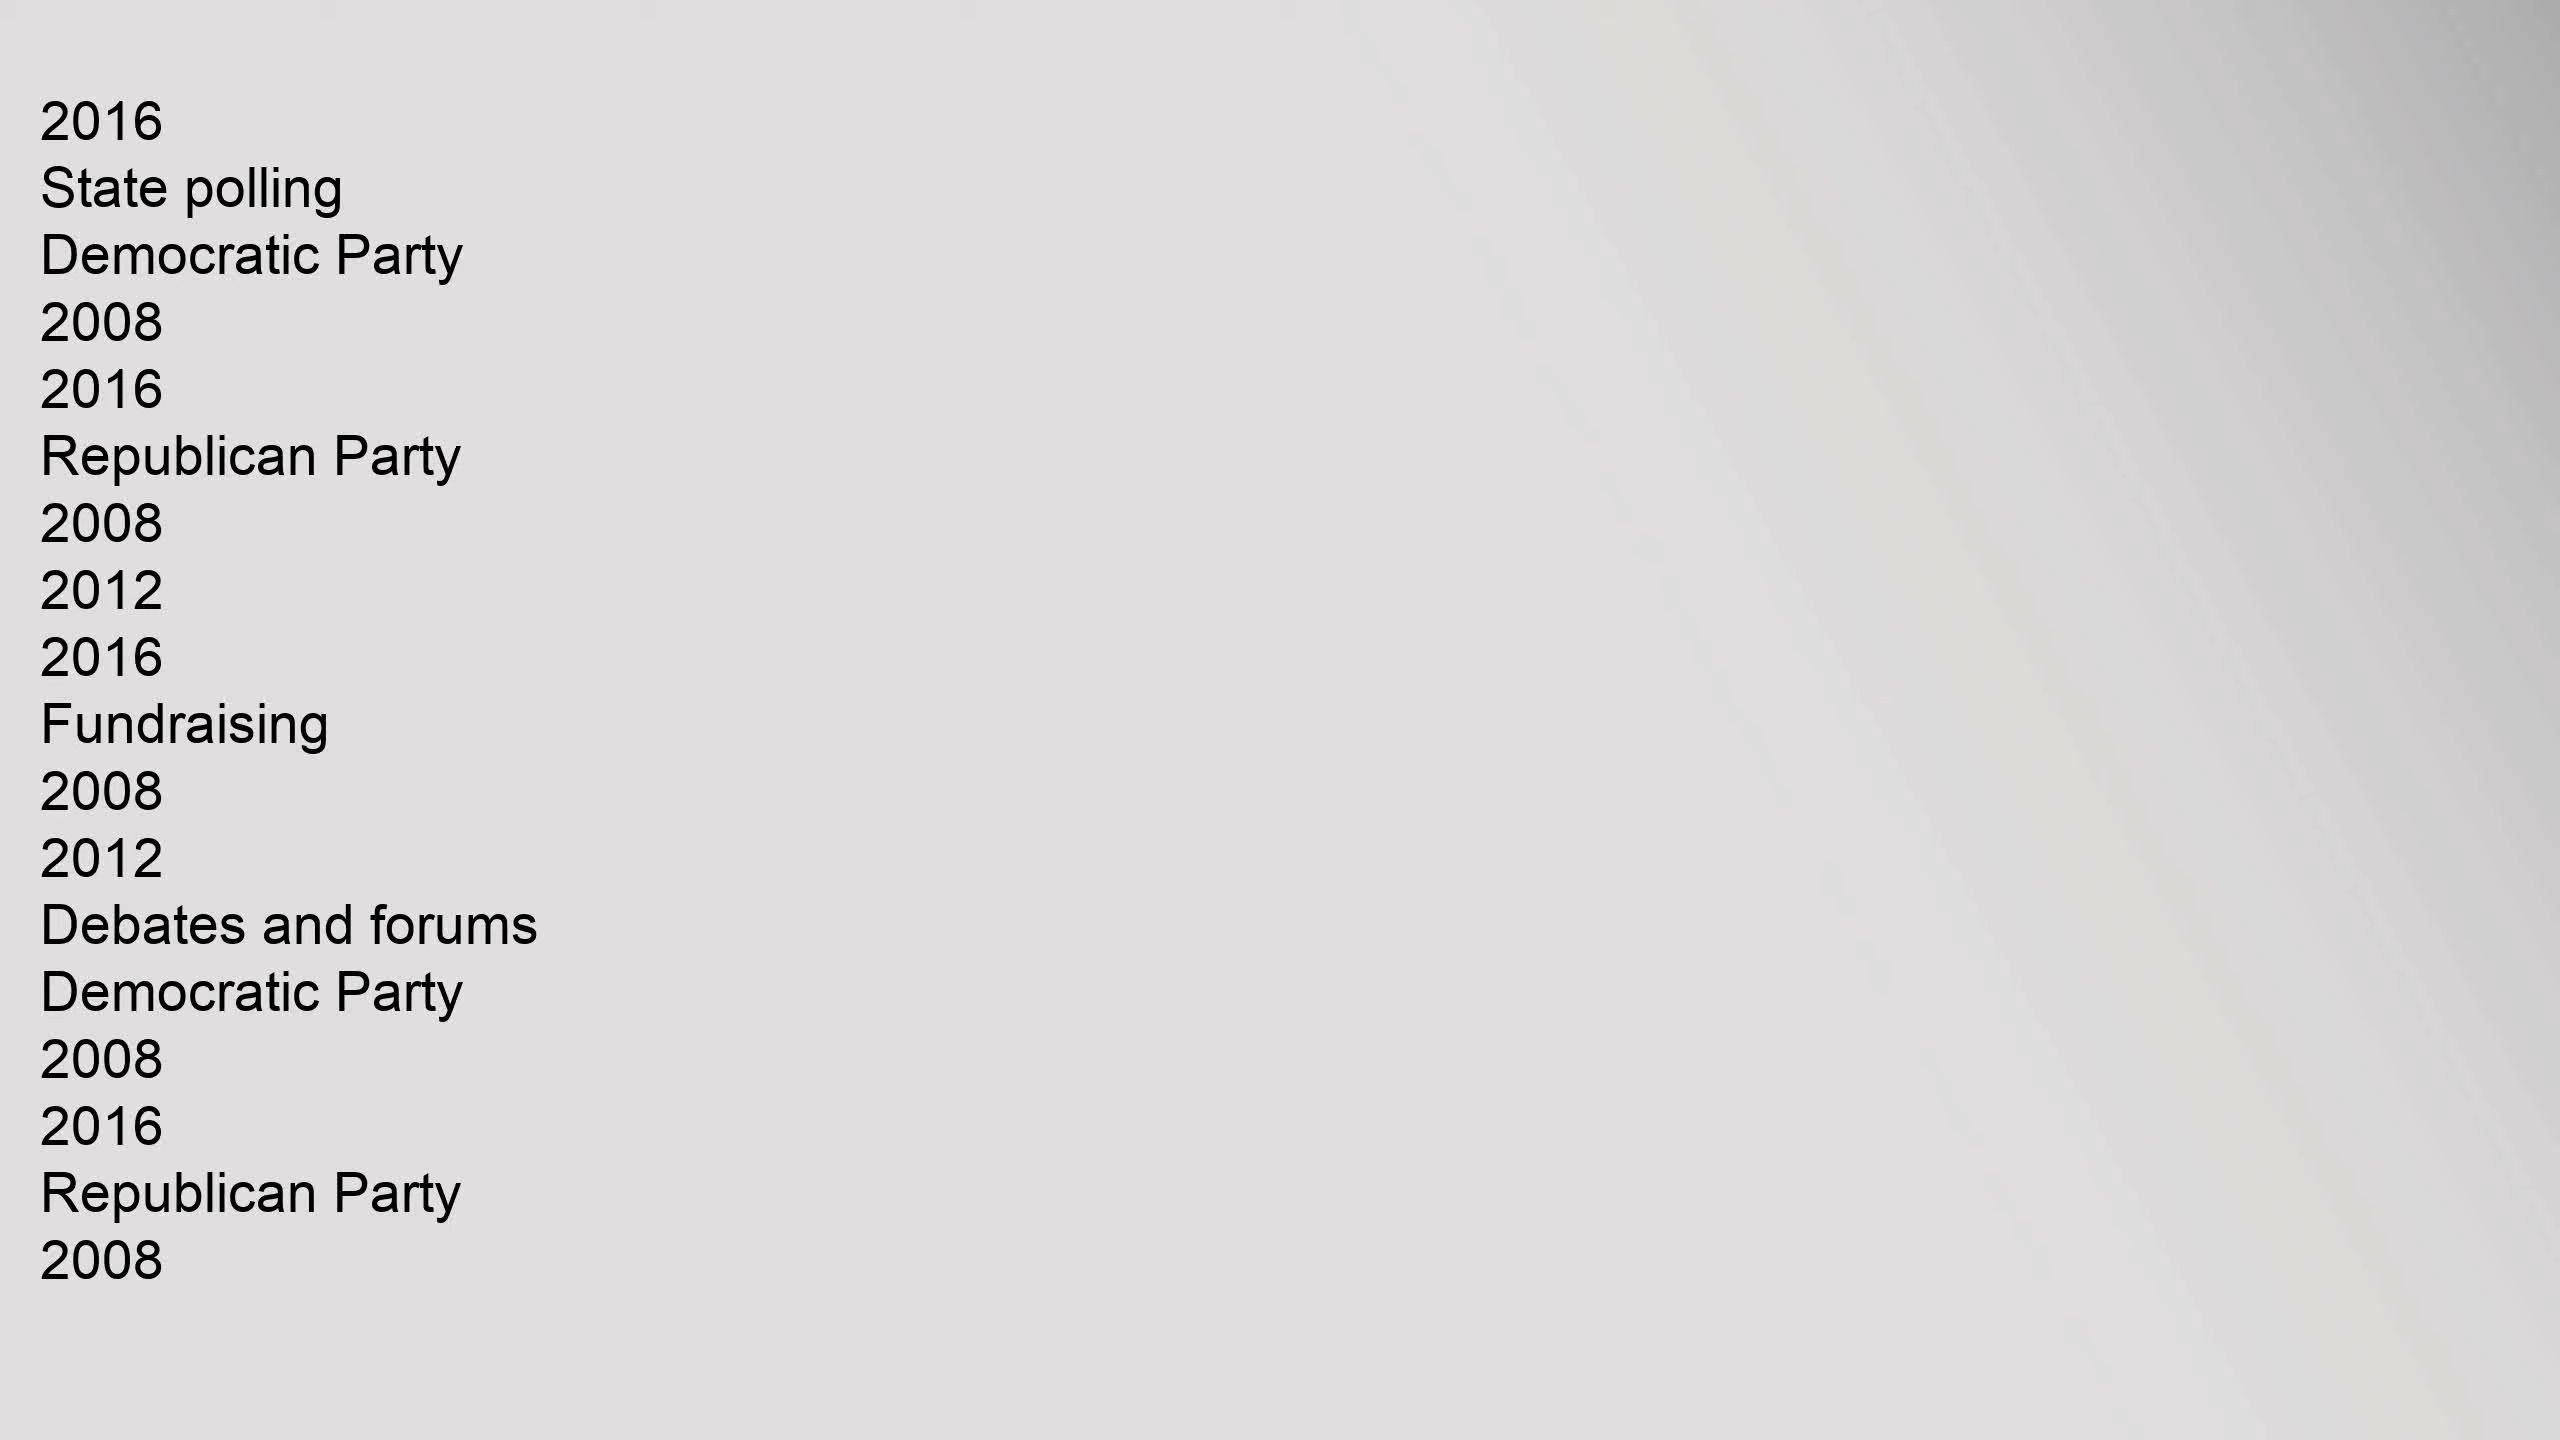 2016
State polling
Democratic Party
2008
2016
Republican Party
2008
2012
2016
Fundraising
2008
2012
Debates and forums
Democratic Party
2008
2016
Republican Party
2008